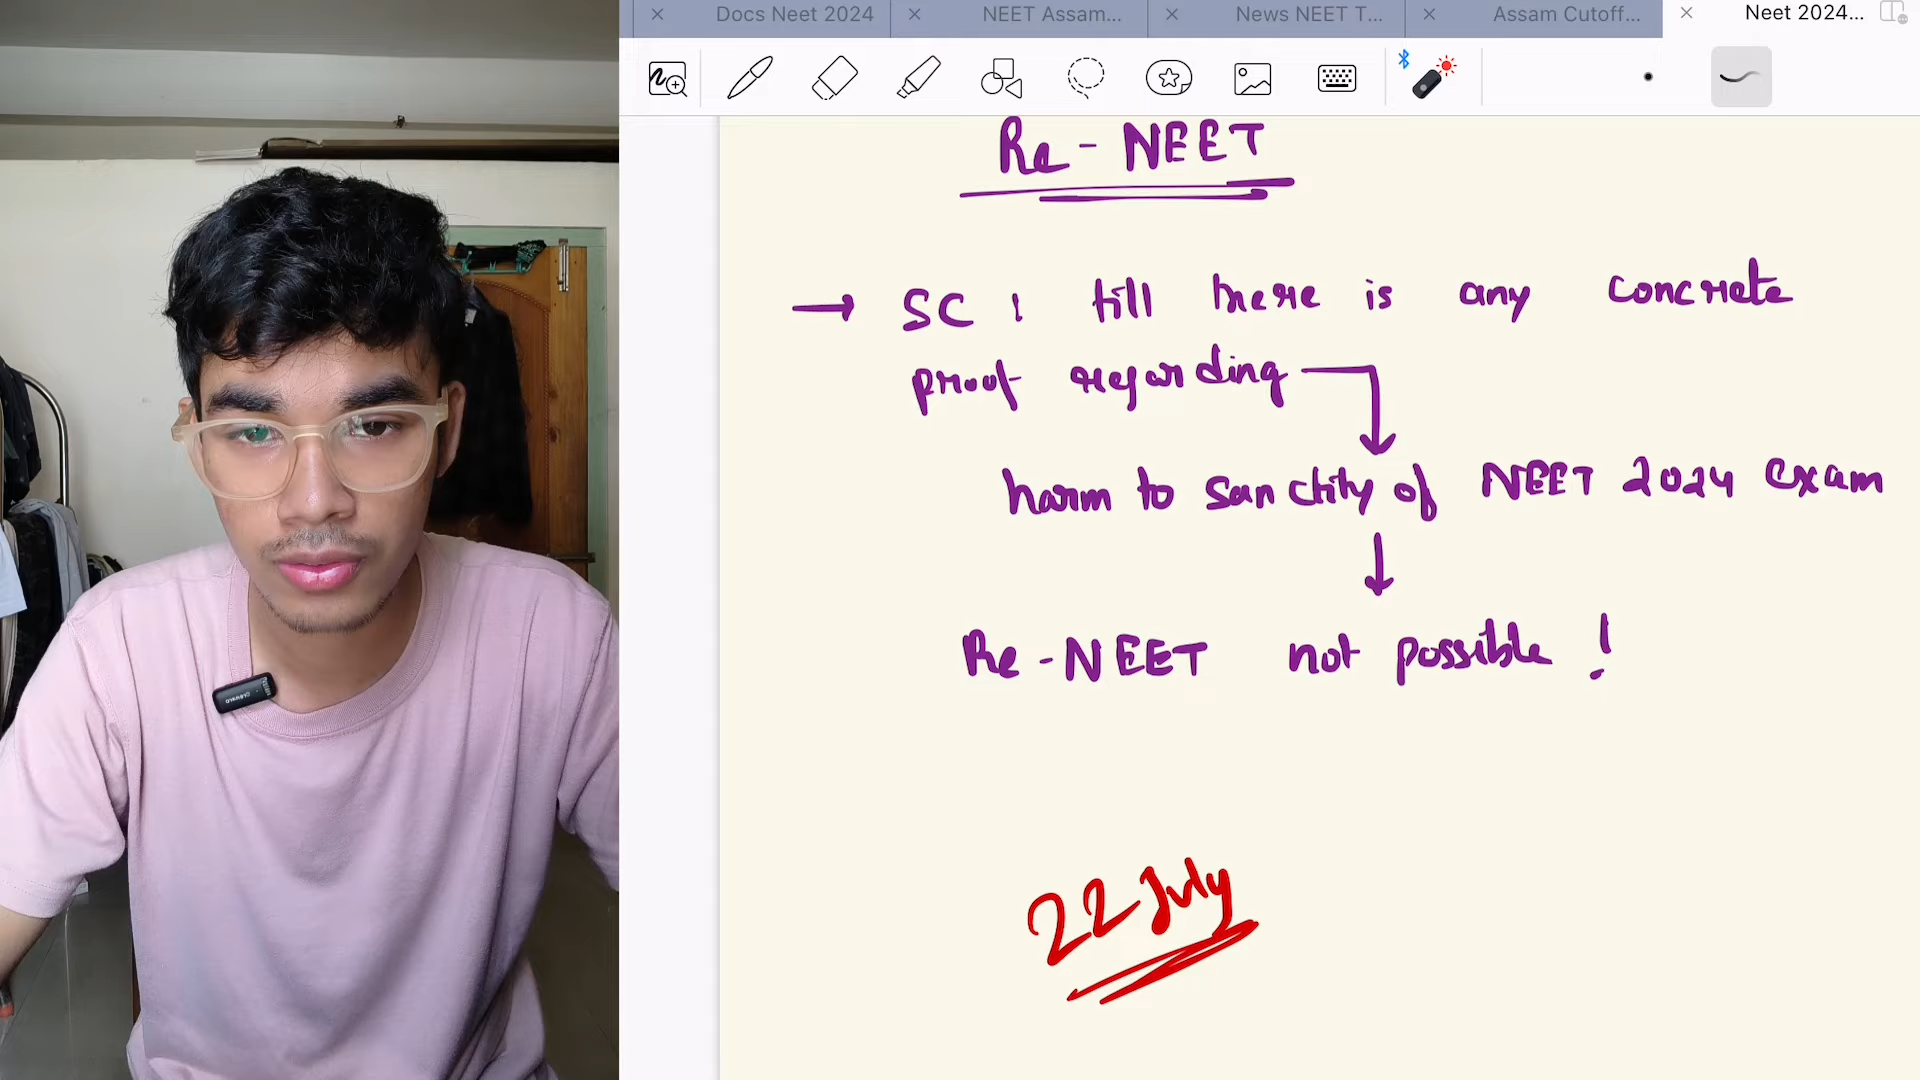 Docs Neet 2024
NEET Assam...
News NEET T...
Assam Cutoff...
Neet 2024...
Re - NEET
→ SC : till there is any concrete
proof regarding
harm to sanctity of NEET 2024 exam
Re-NEET not possible !
22 July